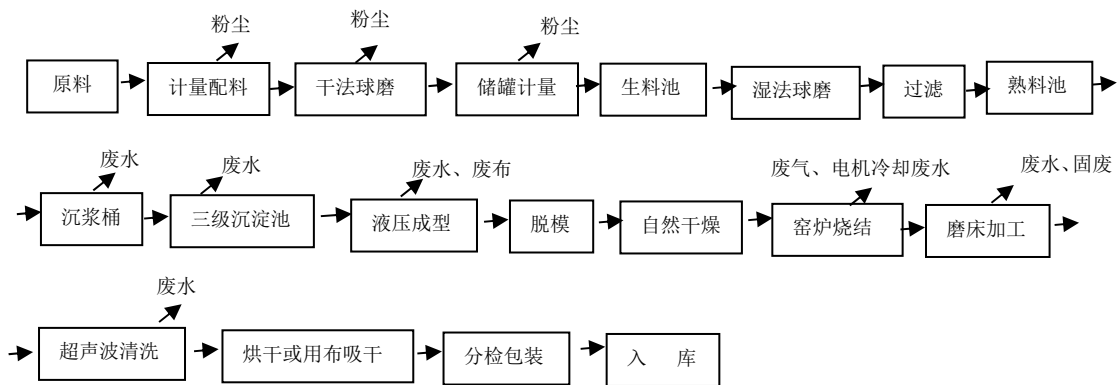 粉尘 粉尘 粉尘
原料 计量配料 干法球磨 储罐计量 生料池 湿法球磨 过滤 熟料池
废水 废水 废水、废布 废气、电机冷却废水 废水、固废
沉浆桶 三级沉淀池 液压成型 脱模 自然干燥 窑炉烧结 磨床加工
废水
超声波清洗 烘干或用布吸干 分检包装 入 库